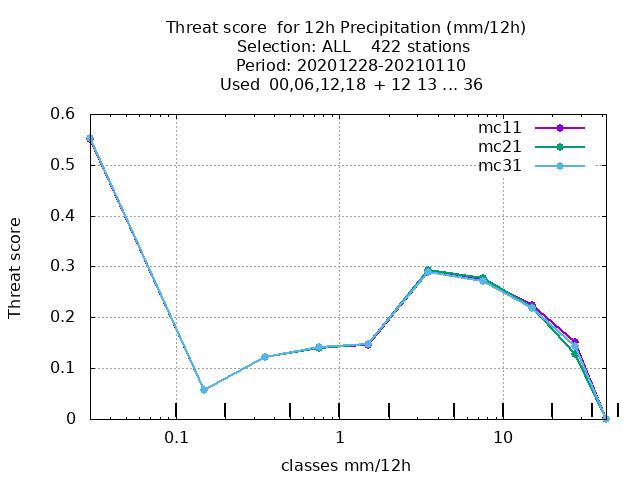 Threat score  for 12h Precipitation (mm/12h)
Selection: ALL    422 stations
Period: 20201228-20210110
Used  00,06,12,18  + 12 13 ... 36
mc11
mc21
mc31
0.6
0.5
0.4
0.3
0.2
0.1
0
Threat score
0.1 1 10
classes mm/12h